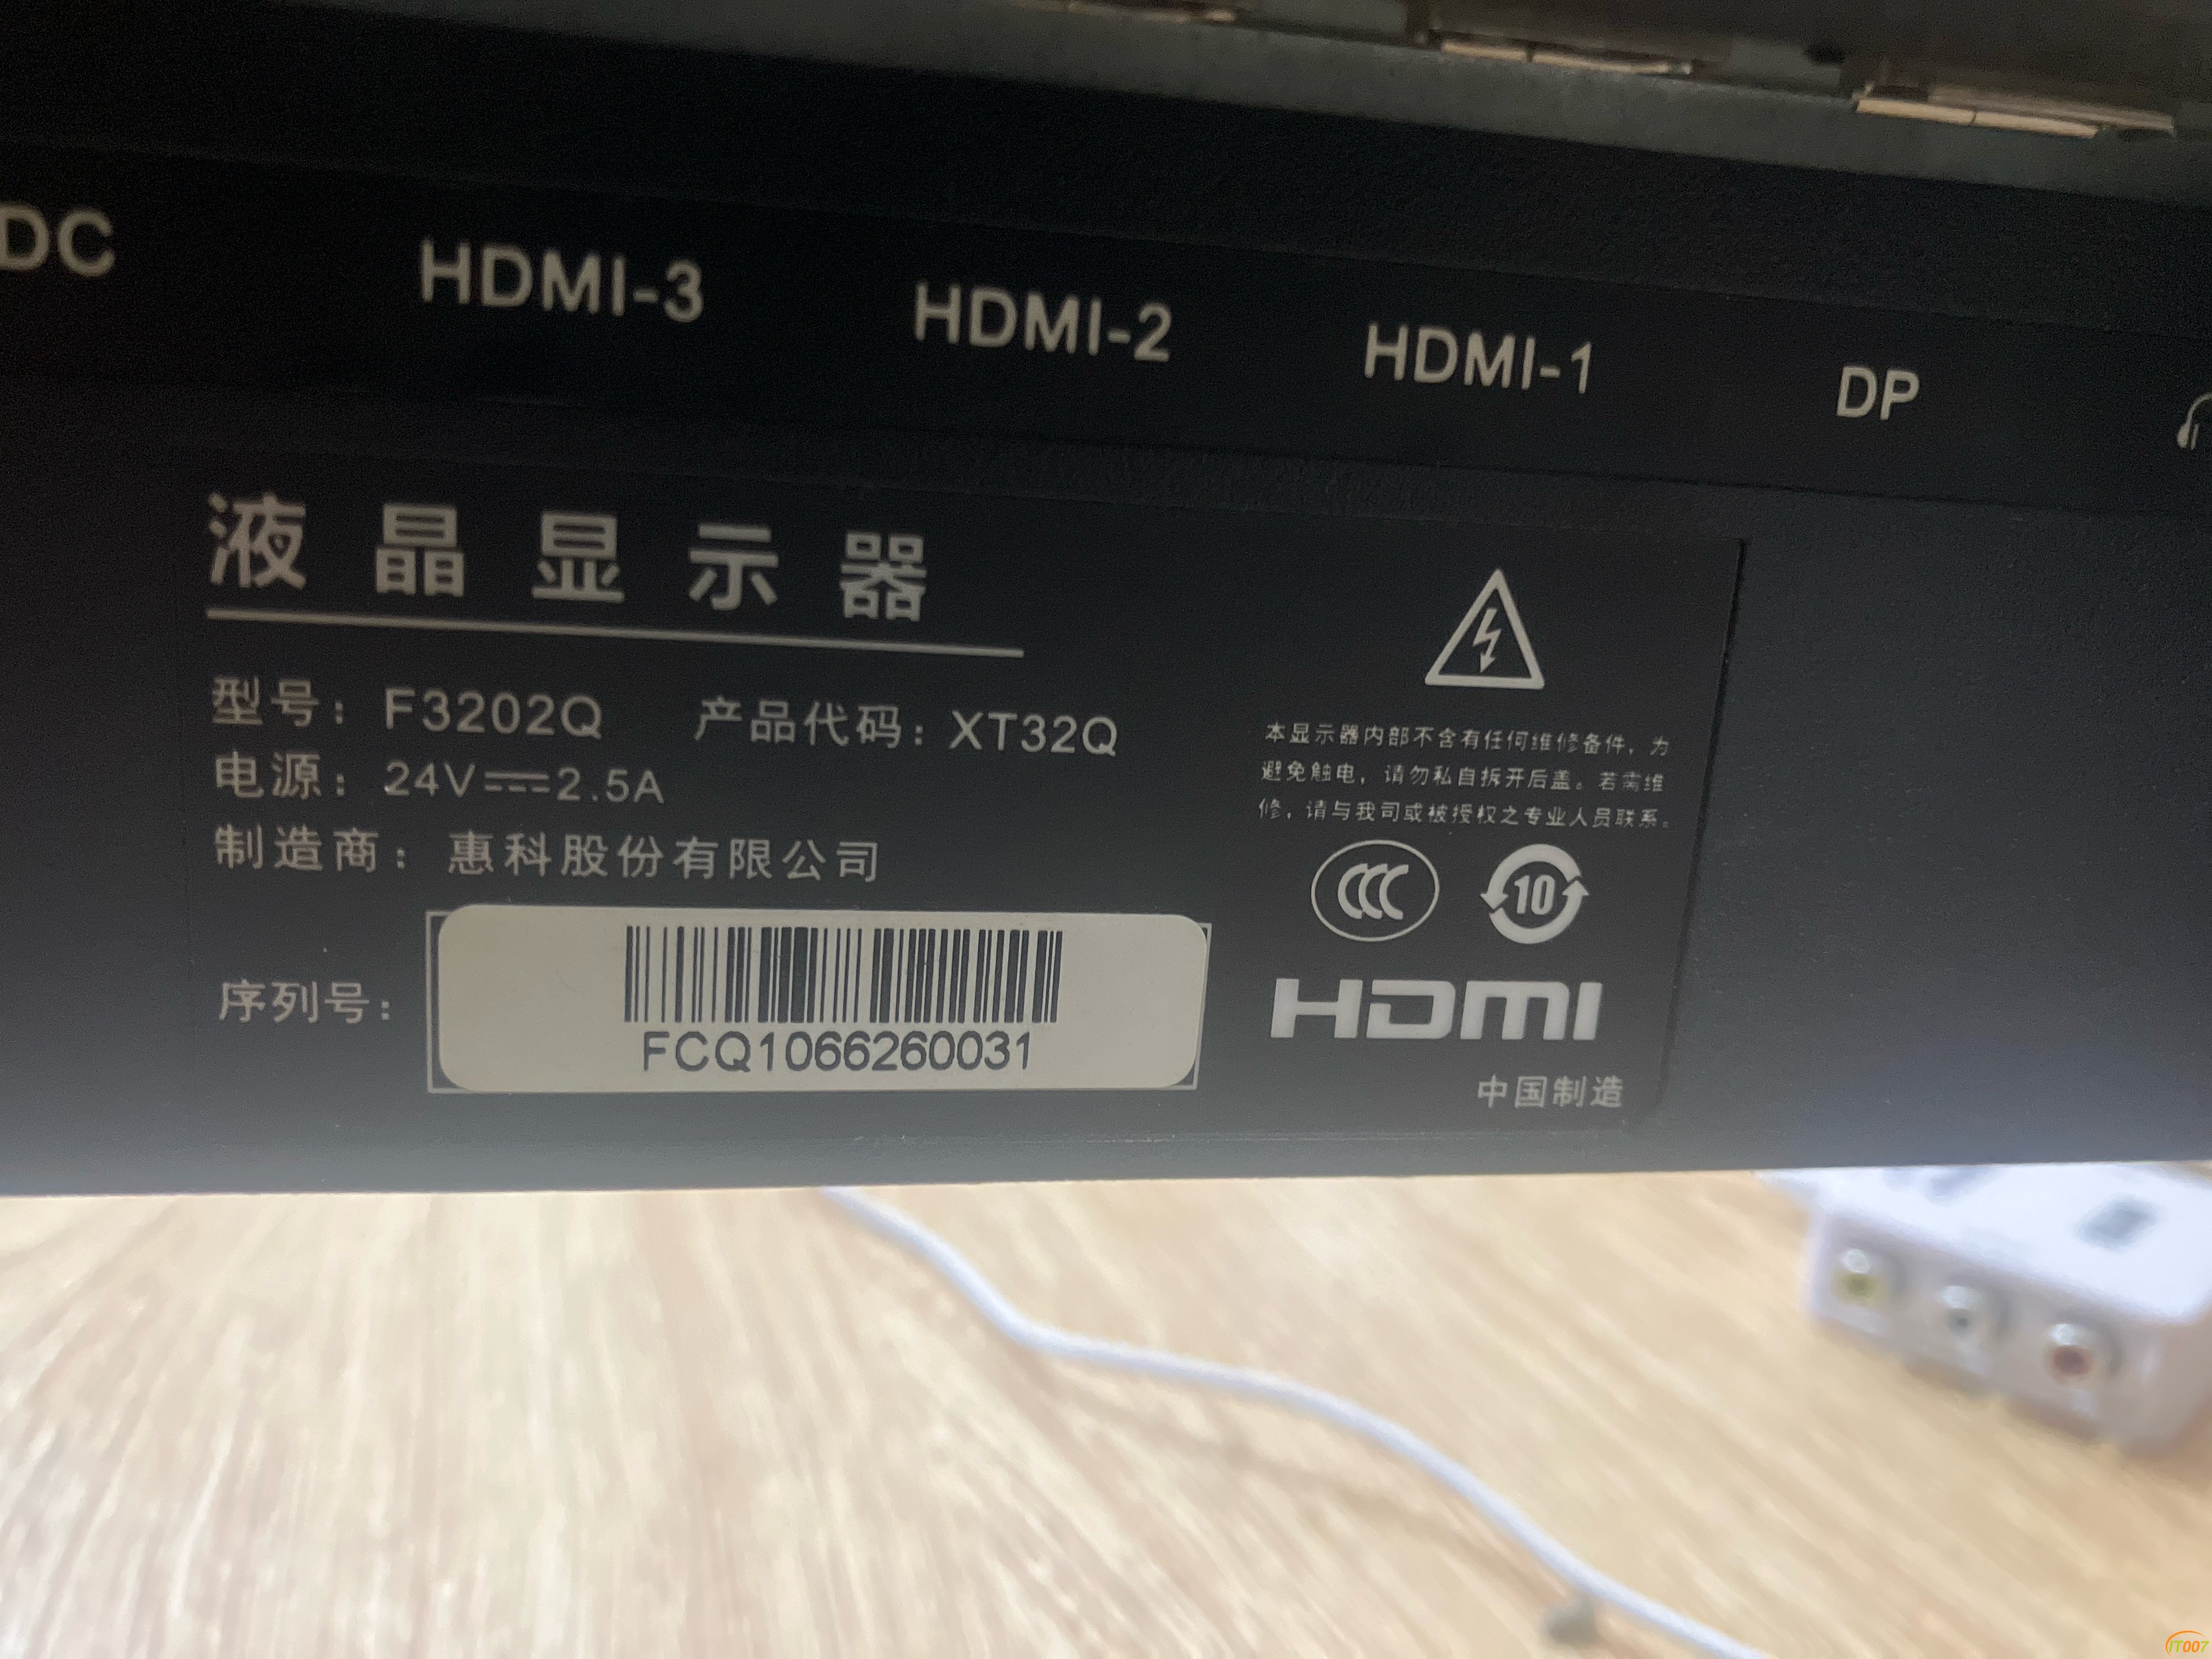 DC HDMI-3 HDMI-2 HDMI-1 DP
液晶显示器
型号：F3202Q 产品代码：XT32Q
电源：24V⎓2.5A
制造商：惠科股份有限公司
序列号：
FCQ1066260031
本显示器内部不含有任何维修备件，为
避免触电，请勿私自拆开后盖。若需维
修，请与我司或被授权之专业人员联系。
CCC 10
HDMI
中国制造
IT007